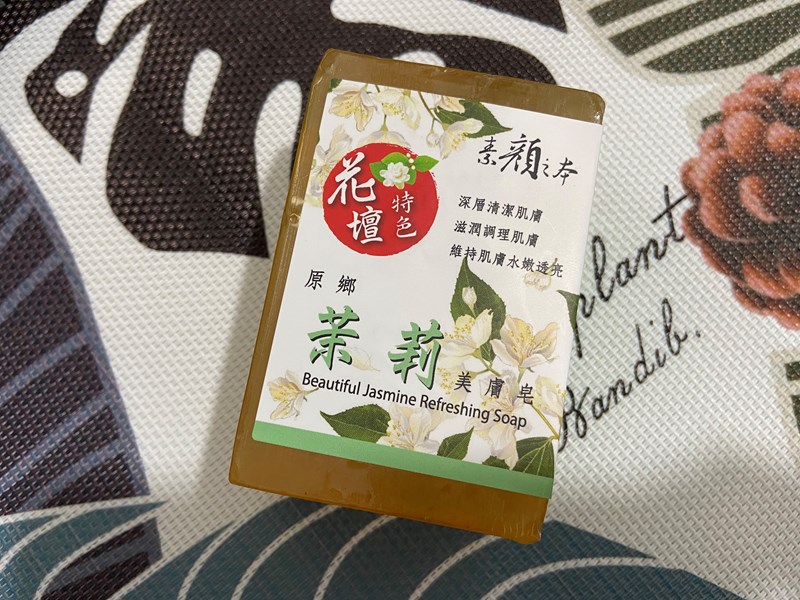 素顏之本
花壇
特色
深層清潔肌膚
滋潤調理肌膚
維持肌膚水嫩透亮
原鄉
茉莉
美膚皂
Beautiful Jasmine Refreshing Soap
plant